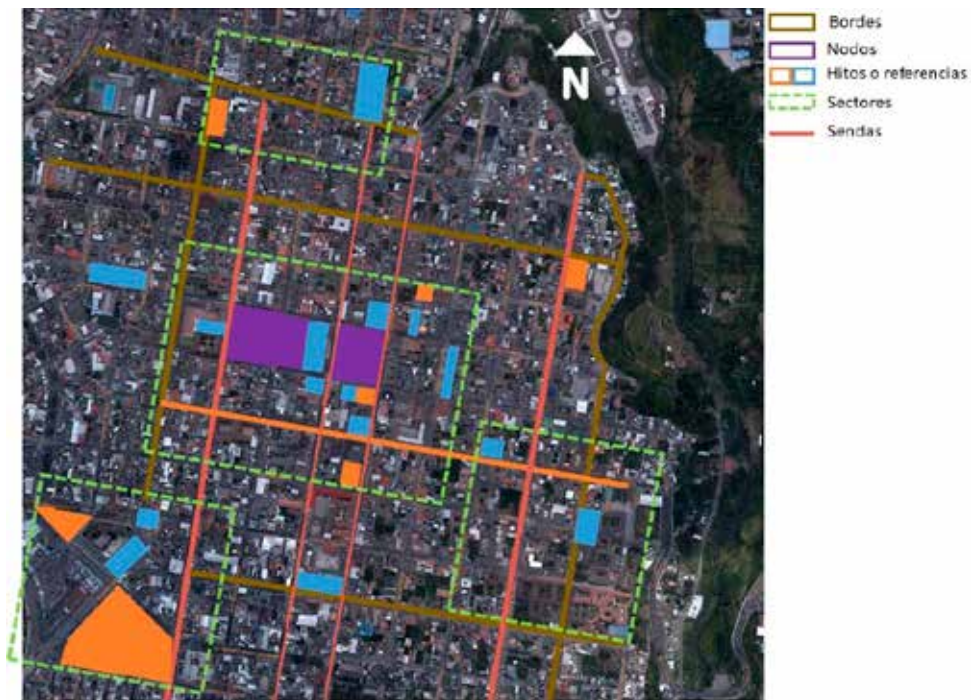 Bordes
Nodos
Hitos o referencias
Sectores
Sendas
N